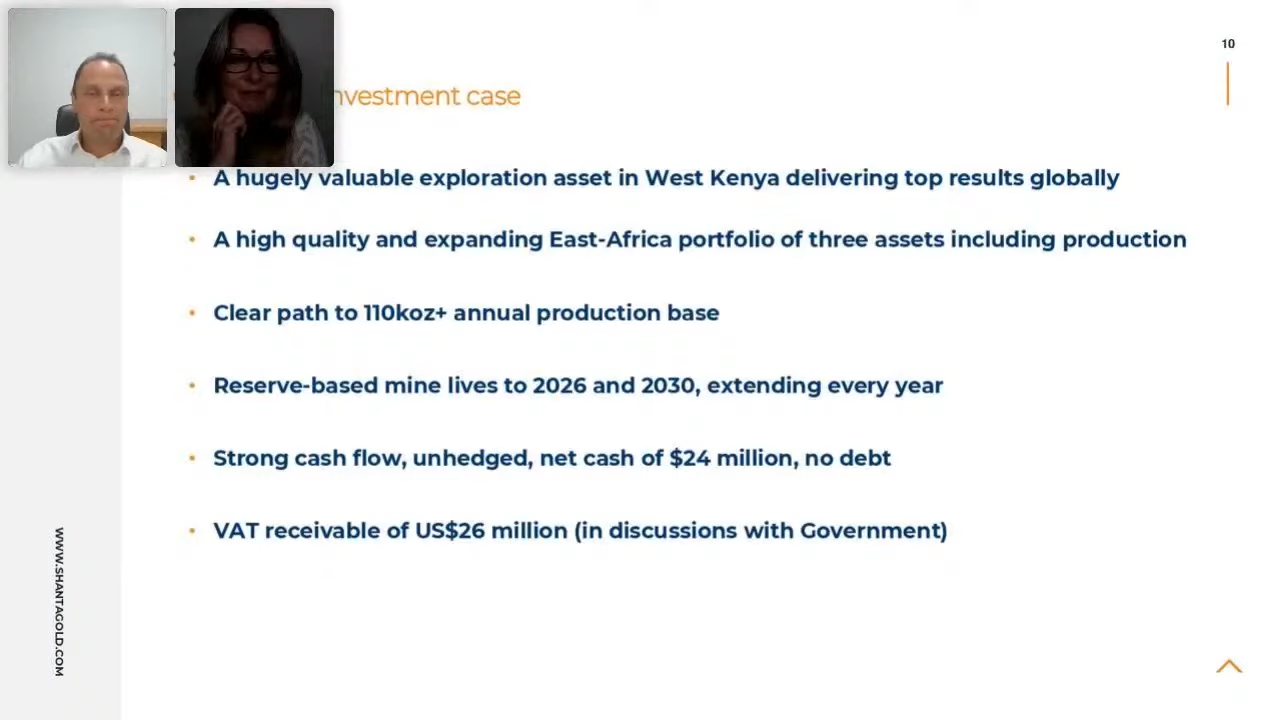 10
investment case
A hugely valuable exploration asset in West Kenya delivering top results globally
A high quality and expanding East-Africa portfolio of three assets including production
Clear path to 110koz+ annual production base
Reserve-based mine lives to 2026 and 2030, extending every year
Strong cash flow, unhedged, net cash of $24 million, no debt
VAT receivable of US$26 million (in discussions with Government)
WWW.SHANTAGOLD.COM